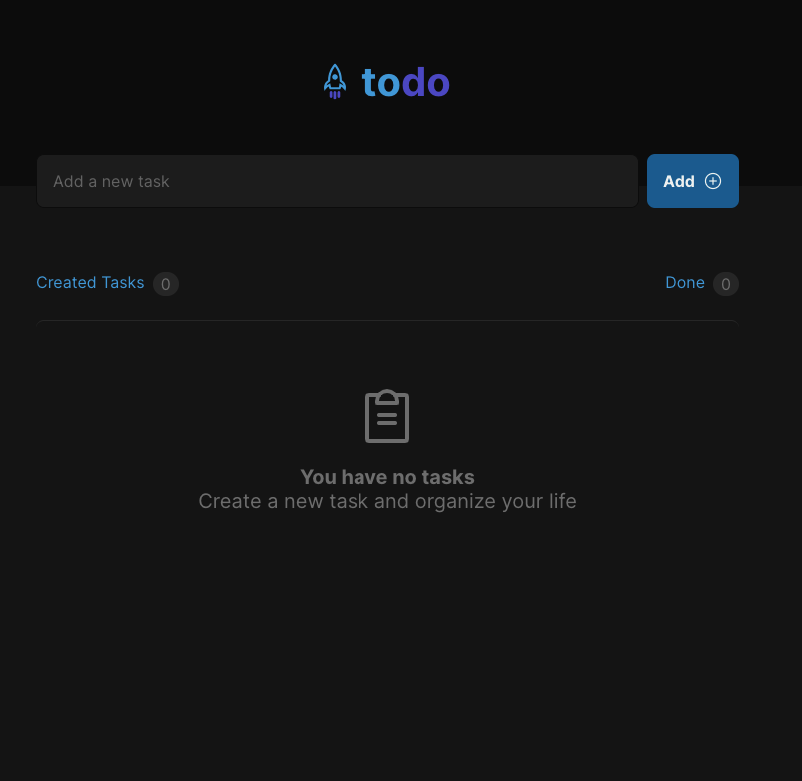 todo
Add a new task
Add
Created Tasks 0
Done 0
You have no tasks
Create a new task and organize your life